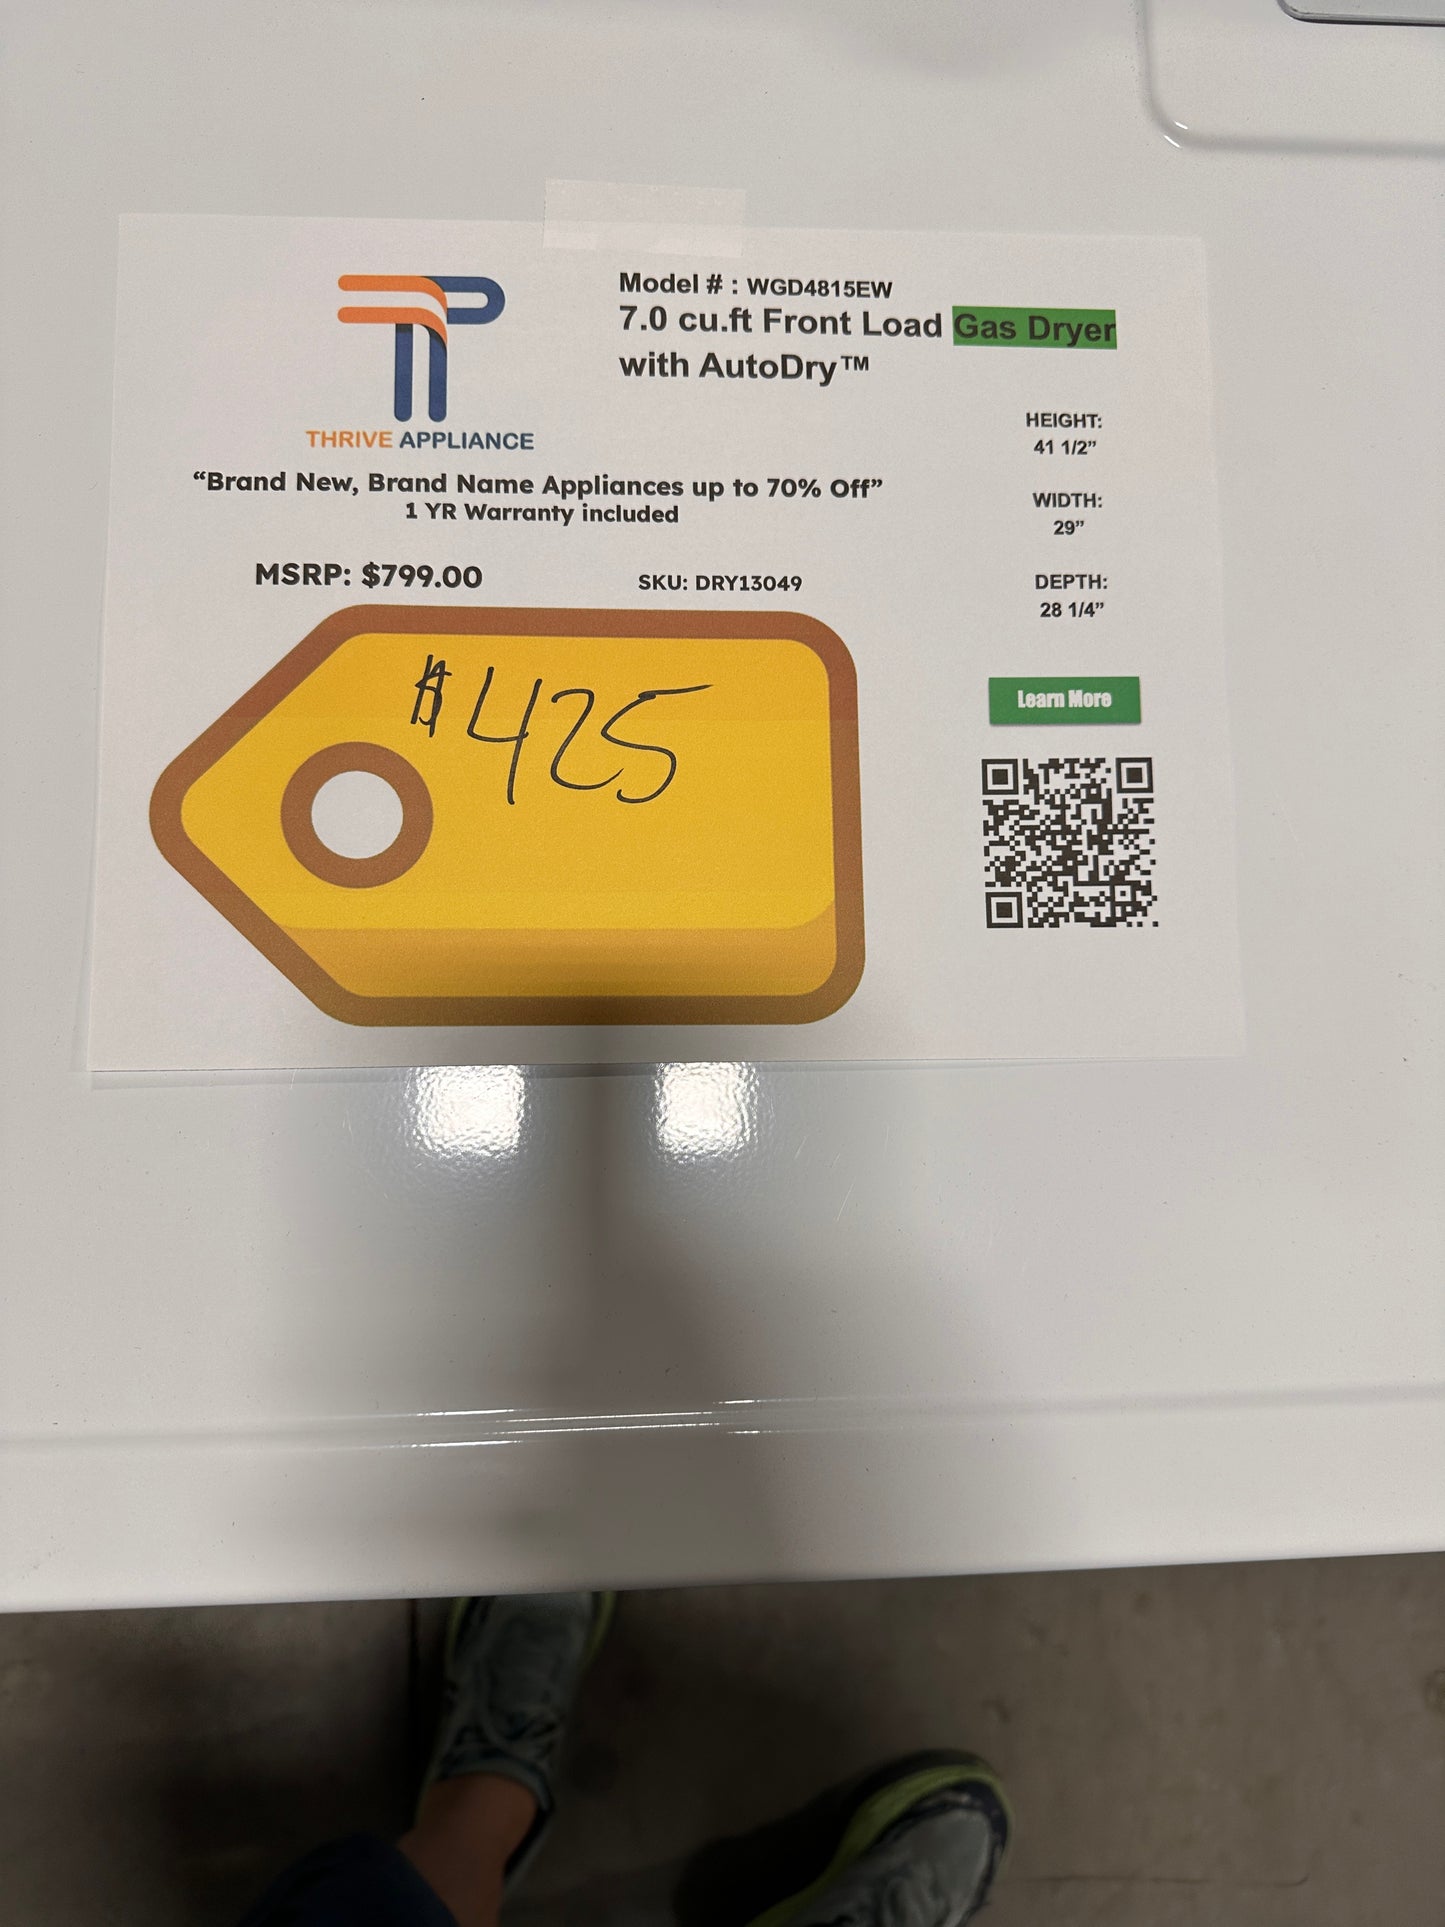 Model # : WGD4815EW
7.0 cu.ft Front Load Gas Dryer
with AutoDry™
THRIVE APPLIANCE
“Brand New, Brand Name Appliances up to 70% Off”
1 YR Warranty included
MSRP: $799.00
SKU: DRY13049
$425
HEIGHT:
41 1/2”
WIDTH:
29”
DEPTH:
28 1/4”
Learn More